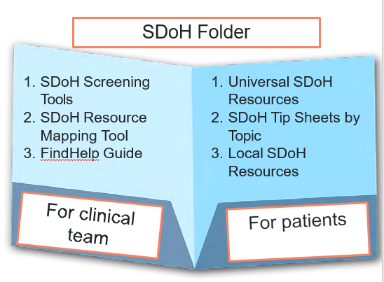 SDoH Folder
1. SDoH Screening
Tools
2. SDoH Resource
Mapping Tool
3. FindHelp Guide
For clinical
team
1. Universal SDoH
Resources
2. SDoH Tip Sheets by
Topic
3. Local SDoH
Resources
For patients